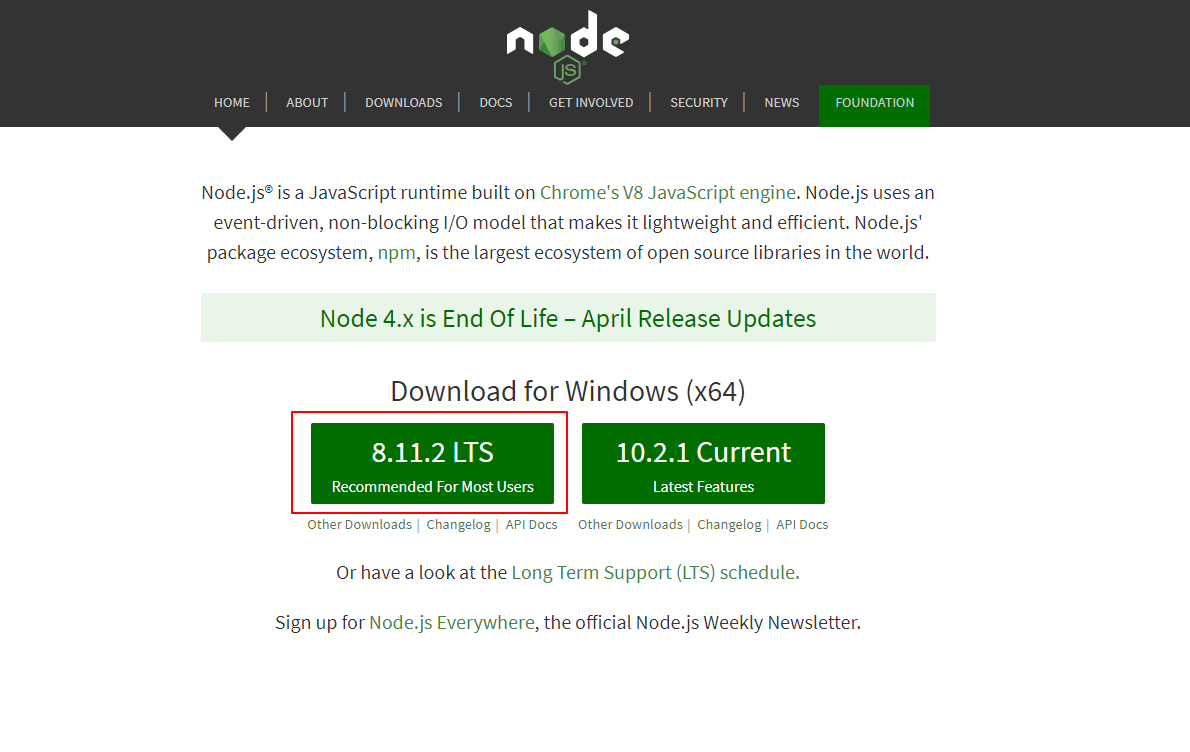 node
JS
HOME | ABOUT | DOWNLOADS | DOCS | GET INVOLVED | SECURITY | NEWS FOUNDATION
Node.js® is a JavaScript runtime built on Chrome's V8 JavaScript engine. Node.js uses an
event-driven, non-blocking I/O model that makes it lightweight and efficient. Node.js'
package ecosystem, npm, is the largest ecosystem of open source libraries in the world.
Node 4.x is End Of Life – April Release Updates
Download for Windows (x64)
8.11.2 LTS
Recommended For Most Users
Other Downloads | Changelog | API Docs
10.2.1 Current
Latest Features
Other Downloads | Changelog | API Docs
Or have a look at the Long Term Support (LTS) schedule.
Sign up for Node.js Everywhere, the official Node.js Weekly Newsletter.